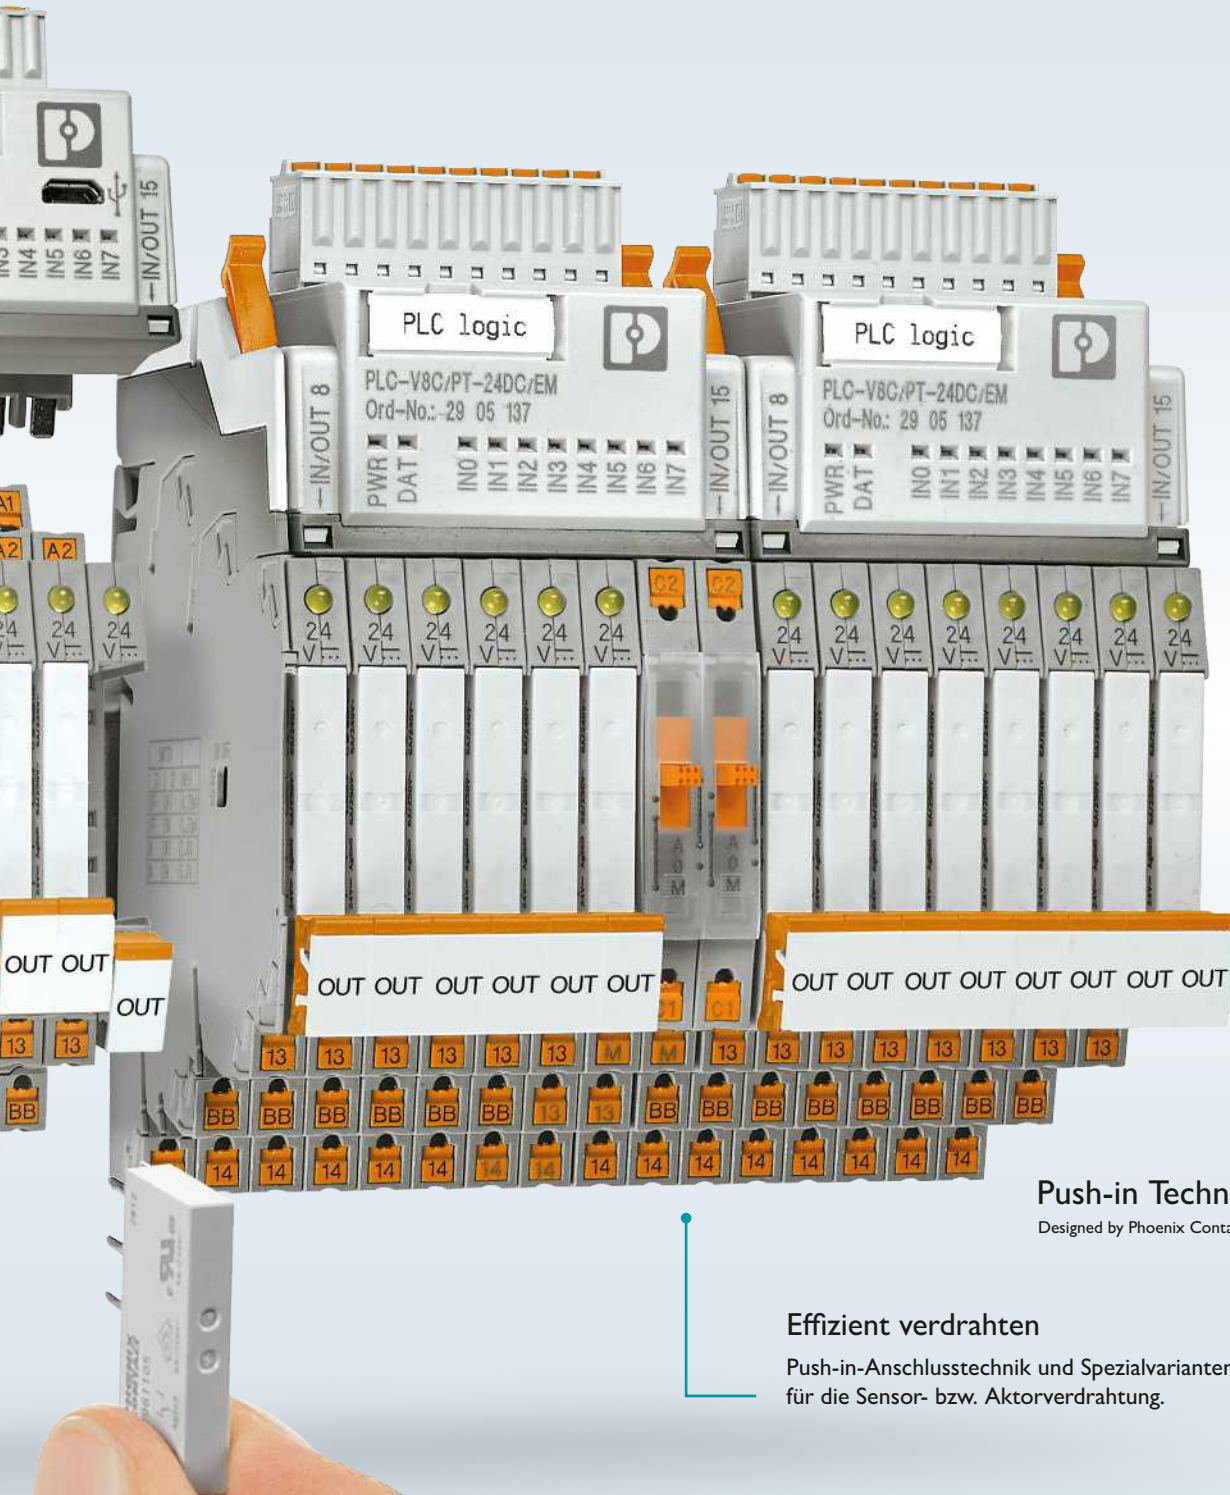 IN4 IN5 IN6 IN7
←IN/OUT 15
PLC logic
PLC-V8C/PT-24DC/EM
Ord-No.: 29 05 137
←IN/OUT 8
PWR DAT IN0 IN1 IN2 IN3 IN4 IN5 IN6 IN7
←IN/OUT 15
PLC logic
PLC-V8C/PT-24DC/EM
Ord-No.: 29 05 137
←IN/OUT 8
PWR DAT IN0 IN1 IN2 IN3 IN4 IN5 IN6 IN7
←IN/OUT 15
A1
A2 A2
C2 C2
24 24 24 24 24 24 24 24 24 24 24 24 24 24 24 24 24
V V V V V V V V V V V V V V V V V
A A
0 0
M M
OUT OUT
OUT
OUT OUT OUT OUT OUT OUT
C1 C1
OUT OUT OUT OUT OUT OUT OUT OUT
13 13
13 13 13 13 13 13 M M 13 13 13 13 13 13 13 13
BB
BB BB BB BB BB BB 13 13 BB BB BB BB BB BB BB BB
14 14 14 14 14 14 14 14 14 14 14 14 14 14 14
Push-in Techn
Designed by Phoenix Conta
Effizient verdrahten
Push-in-Anschlusstechnik und Spezialvarianten
für die Sensor- bzw. Aktorverdrahtung.